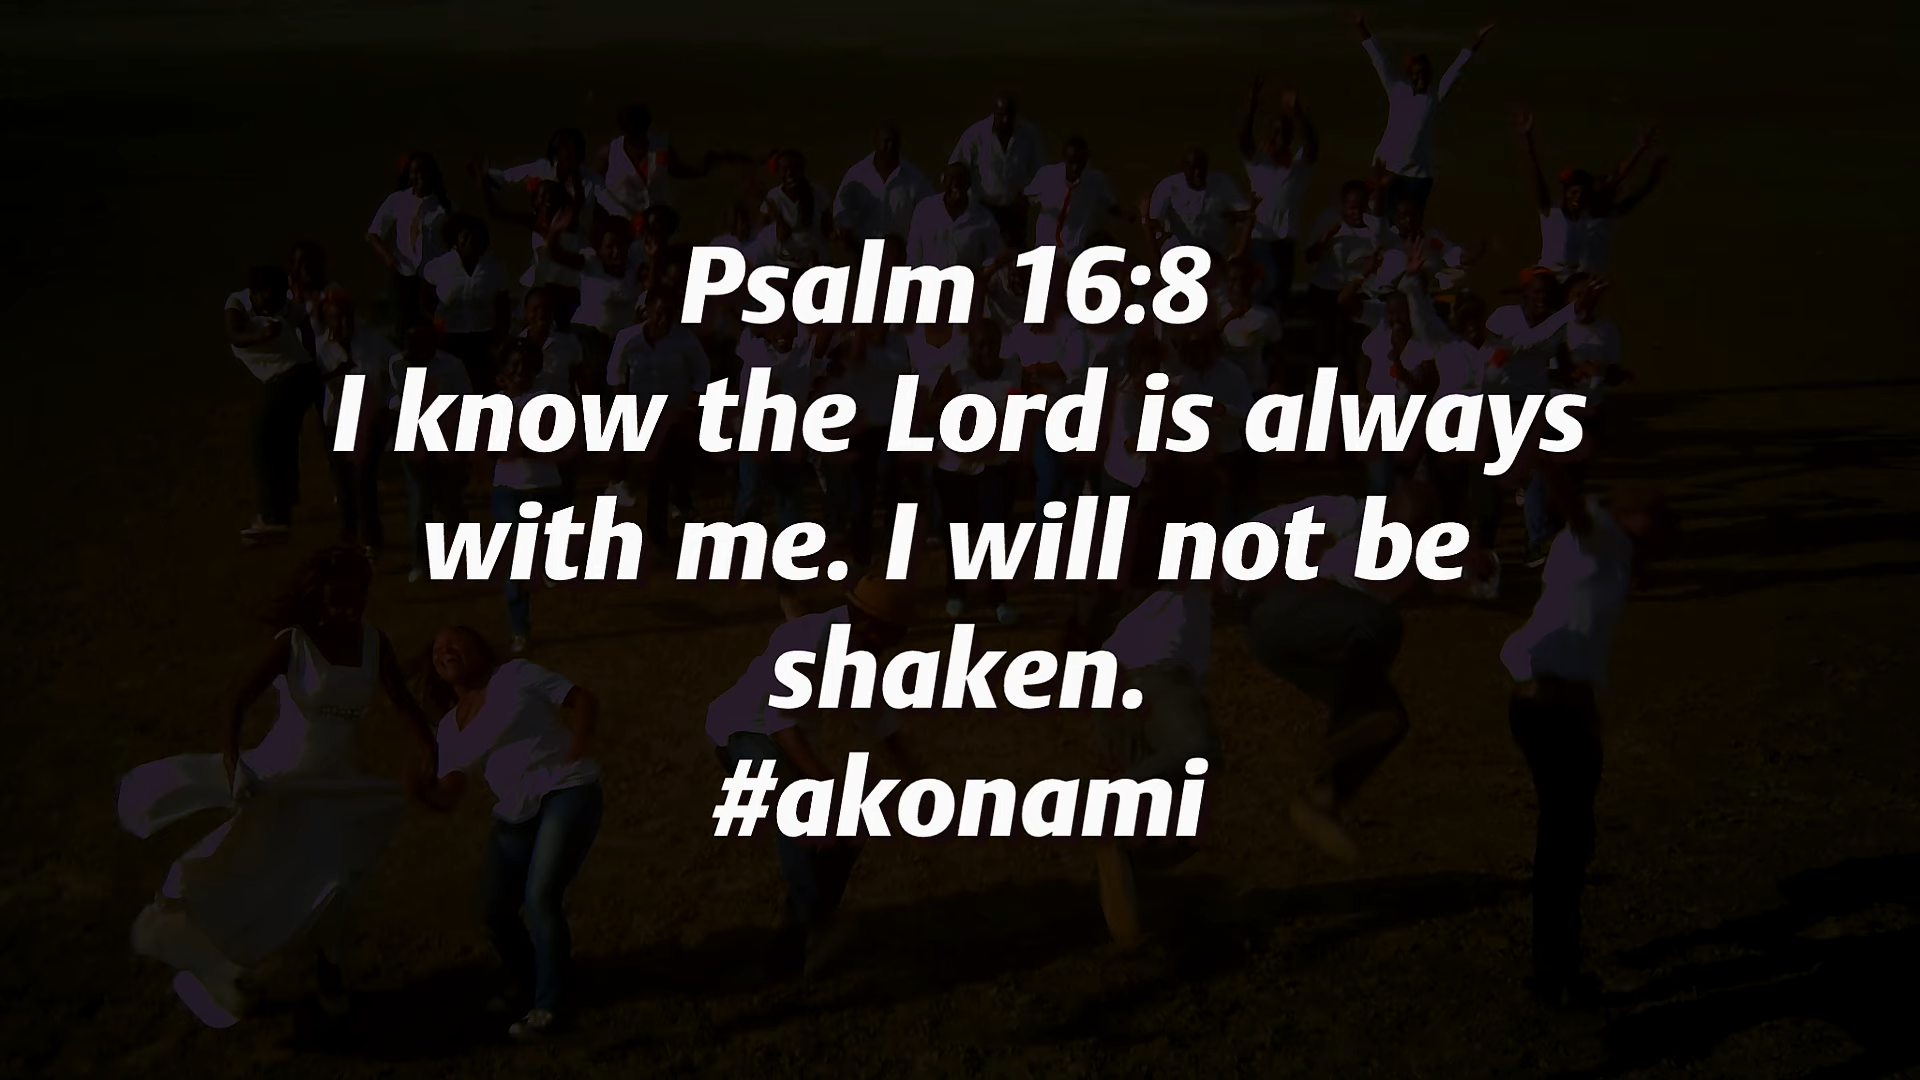 Psalm 16:8
I know the Lord is always
with me. I will not be
shaken.
#akonami